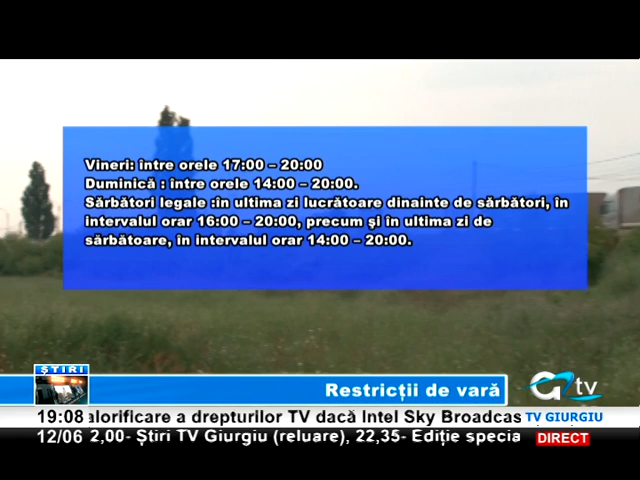 Vineri: între orele 17:00 – 20:00
Duminică : între orele 14:00 – 20:00.
Sărbători legale :în ultima zi lucrătoare dinainte de sărbători, în
intervalul orar 16:00 – 20:00, precum şi în ultima zi de
sărbătoare, în intervalul orar 14:00 – 20:00.
ŞTIRI
Restricţii de vară
G tv
19:08 alorificare a drepturilor TV dacă Intel Sky Broadcas TV GIURGIU
12/06 2,00- Ştiri TV Giurgiu (reluare), 22,35- Ediţie specia DIRECT